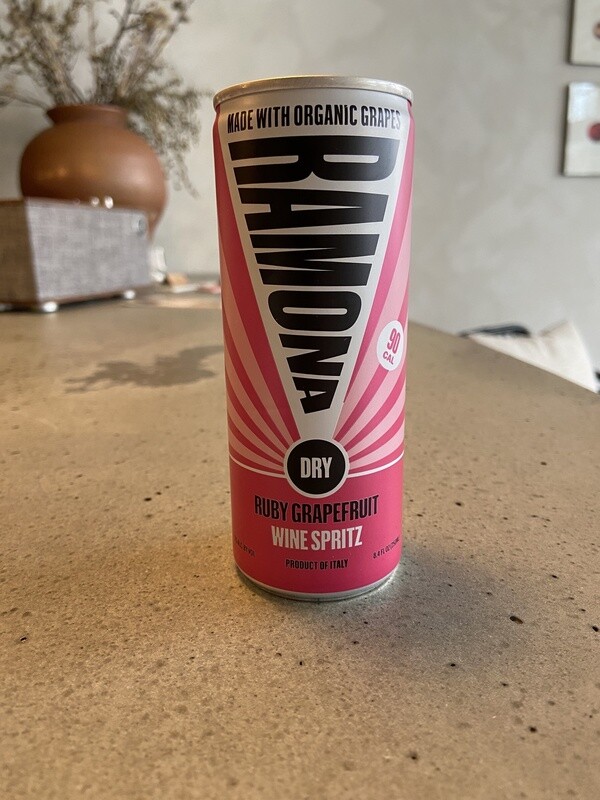 MADE WITH ORGANIC GRAPES
RAMONA
90
CAL
DRY
RUBY GRAPEFRUIT
WINE SPRITZ
PRODUCT OF ITALY